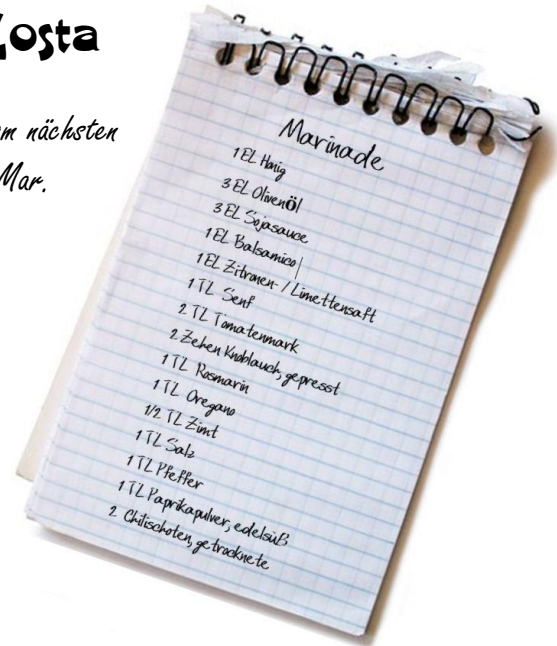 Costa
m nächsten
Mar.
Marinade
1 EL Honig
3 EL Olivenöl
3 EL Sojasauce
1 EL Balsamico
1 EL Zitronen- / Limettensaft
1 TL Senf
2 TL Tomatenmark
2 Zehen Knoblauch, gepresst
1 TL Rosmarin
1 TL Oregano
1/2 TL Zimt
1 TL Salz
1 TL Pfeffer
1 TL Paprikapulver, edelsüß
2 Chilischoten, getrocknete